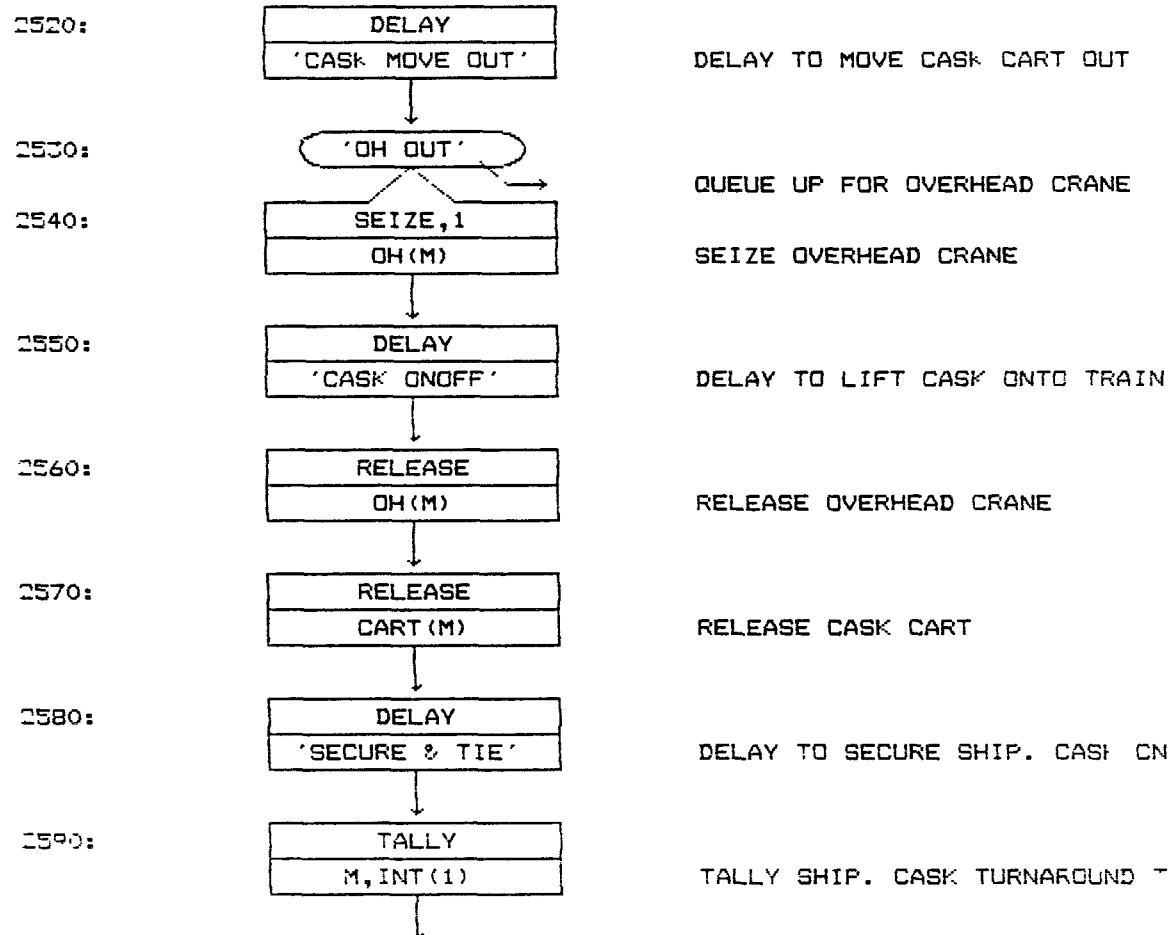 2520:
DELAY
'CASK MOVE OUT'
DELAY TO MOVE CASK CART OUT
2530:
'OH OUT'
QUEUE UP FOR OVERHEAD CRANE
2540:
SEIZE,1
OH(M)
SEIZE OVERHEAD CRANE
2550:
DELAY
'CASK ONOFF'
DELAY TO LIFT CASK ONTO TRAIN
2560:
RELEASE
OH(M)
RELEASE OVERHEAD CRANE
2570:
RELEASE
CART(M)
RELEASE CASK CART
2580:
DELAY
'SECURE & TIE'
DELAY TO SECURE SHIP. CASK
2590:
TALLY
M,INT(1)
TALLY SHIP. CASK TURNAROUND